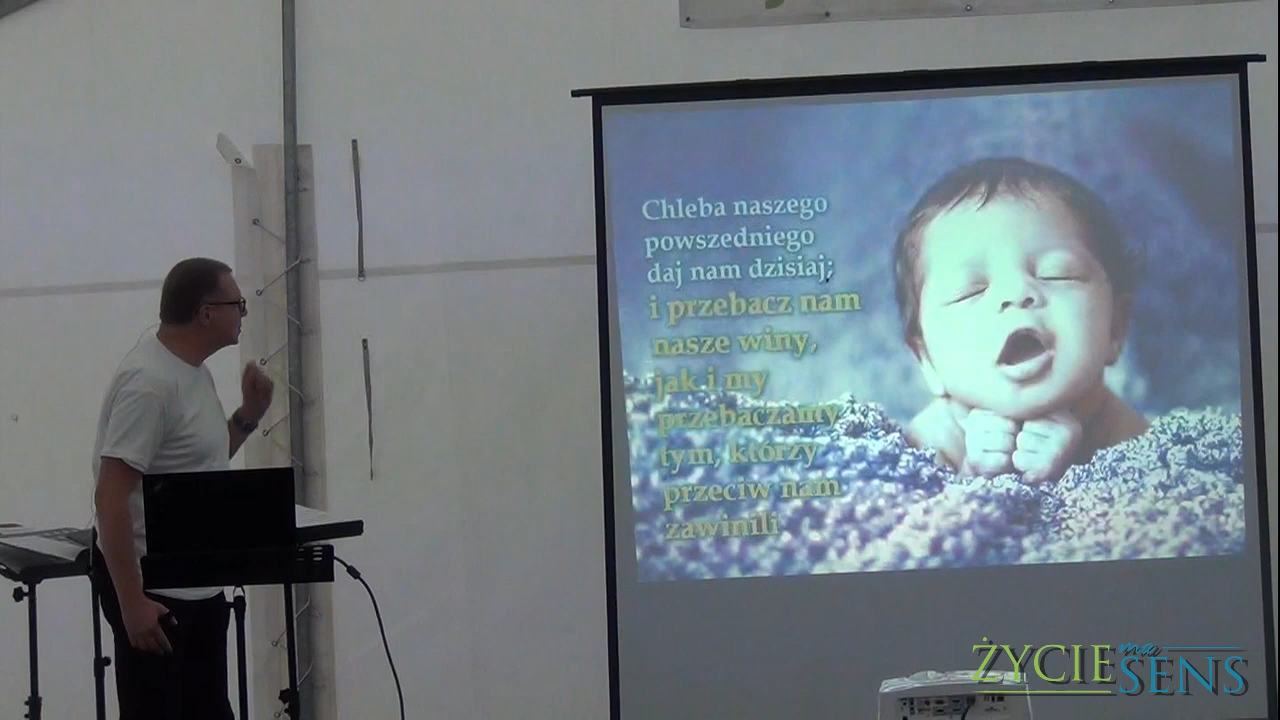 Chleba naszego
powszedniego
daj nam dzisiaj;
i przebacz nam
nasze winy,
jak i my
przebaczamy
tym, którzy
przeciw nam
zawinili
ŻYCIE ma
SENS